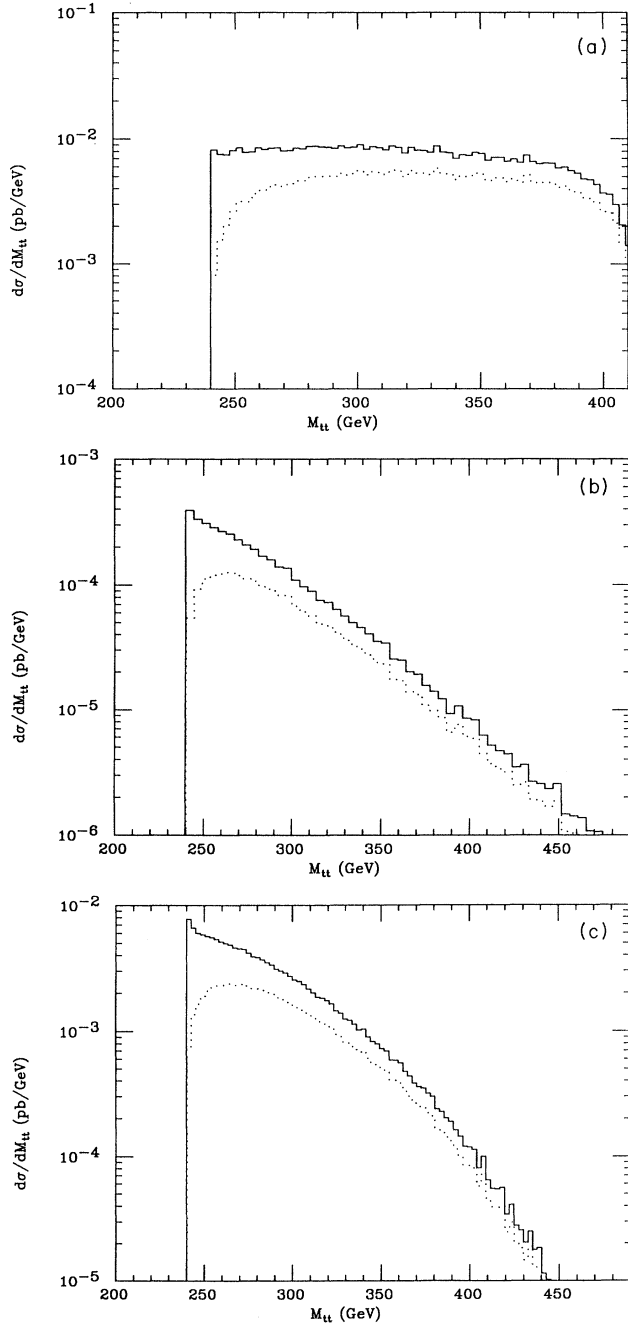 10⁻¹
(a)
10⁻²
dσ/dM_tt (pb/GeV)
10⁻³
10⁻⁴
200 250 300 350 400
M_tt (GeV)
10⁻³
(b)
10⁻⁴
dσ/dM_tt (pb/GeV)
10⁻⁵
10⁻⁶
200 250 300 350 400 450
M_tt (GeV)
10⁻²
(c)
10⁻³
dσ/dM_tt (pb/GeV)
10⁻⁴
10⁻⁵
200 250 300 350 400 450
M_tt (GeV)